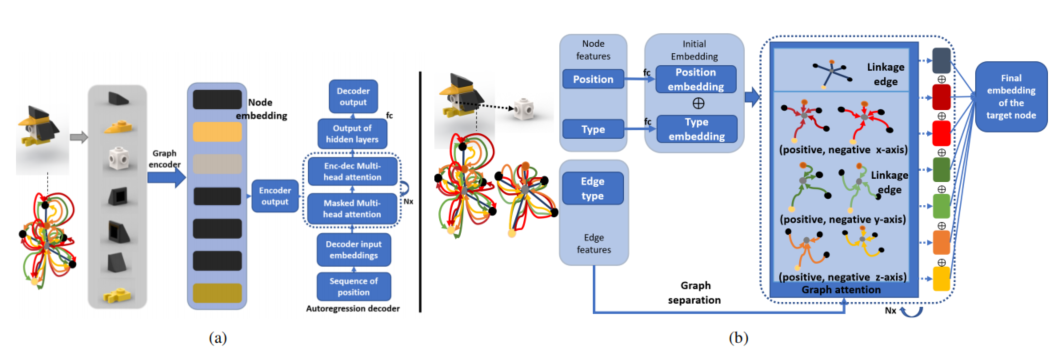 Graph
encoder
Node
embedding
Encoder
output
Decoder
output
fc
Output of
hidden layers
Enc-dec Multi-
head attention
Masked Multi-
head attention
Nx
Decoder input
embeddings
Sequence of
position
Autoregression decoder
(a)
Node
features
Position
Type
fc
fc
Initial
Embedding
Position
embedding
⊕
Type
embedding
Edge
type
Edge
features
Graph
separation
Linkage
edge
(positive, negative x-axis)
Linkage
edge
(positive, negative y-axis)
(positive, negative z-axis)
Graph attention
Nx
⊕
⊕
⊕
⊕
⊕
⊕
Final
embedding
of the
target node
(b)